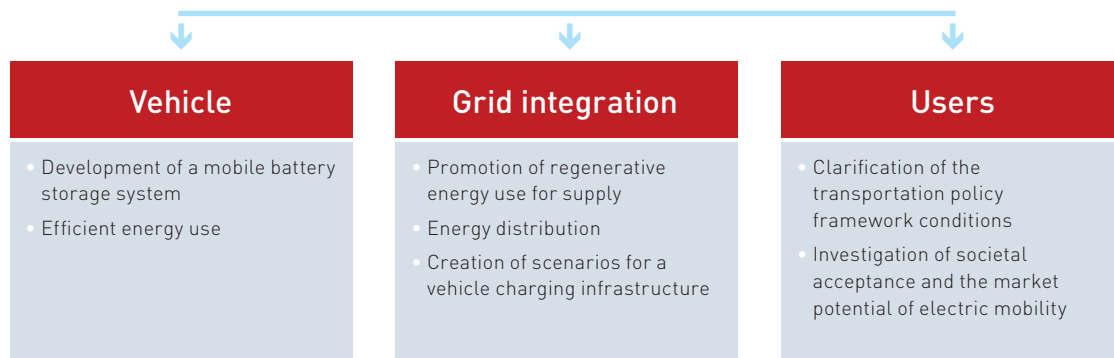 Vehicle
• Development of a mobile battery
storage system
• Efficient energy use
Grid integration
• Promotion of regenerative
energy use for supply
• Energy distribution
• Creation of scenarios for a
vehicle charging infrastructure
Users
• Clarification of the
transportation policy
framework conditions
• Investigation of societal
acceptance and the market
potential of electric mobility